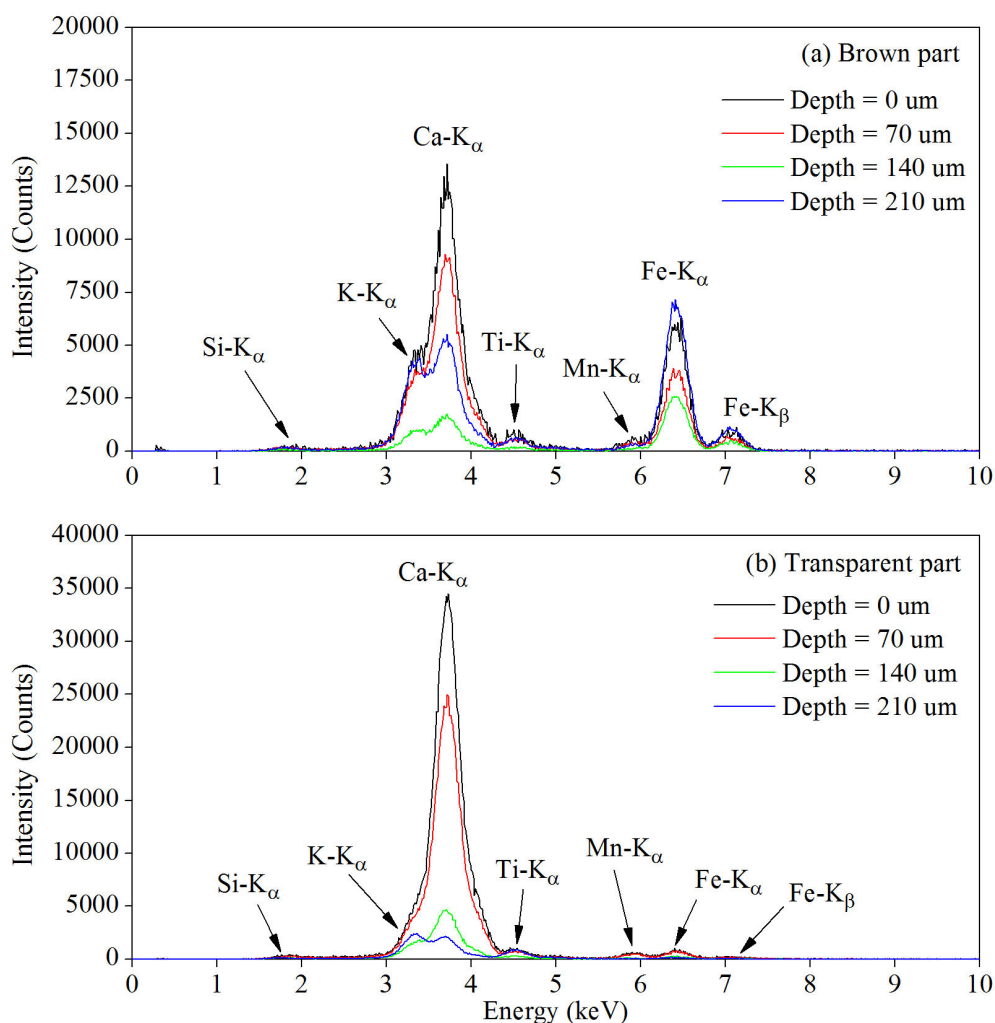 20000
(a) Brown part
17500
Depth = 0 um
15000
Depth = 70 um
Ca-Kα
Depth = 140 um
12500
Depth = 210 um
10000
Intensity (Counts)
Fe-Kα
7500
K-Kα
5000
Si-Kα
Ti-Kα
Mn-Kα
2500
Fe-Kβ
0
0 1 2 3 4 5 6 7 8 9 10
40000
(b) Transparent part
Ca-Kα
35000
Depth = 0 um
30000
Depth = 70 um
Depth = 140 um
25000
Depth = 210 um
20000
Intensity (Counts)
15000
10000
K-Kα
Mn-Kα
Si-Kα
Ti-Kα
Fe-Kα
Fe-Kβ
5000
0
0 1 2 3 4 5 6 7 8 9 10
Energy (keV)